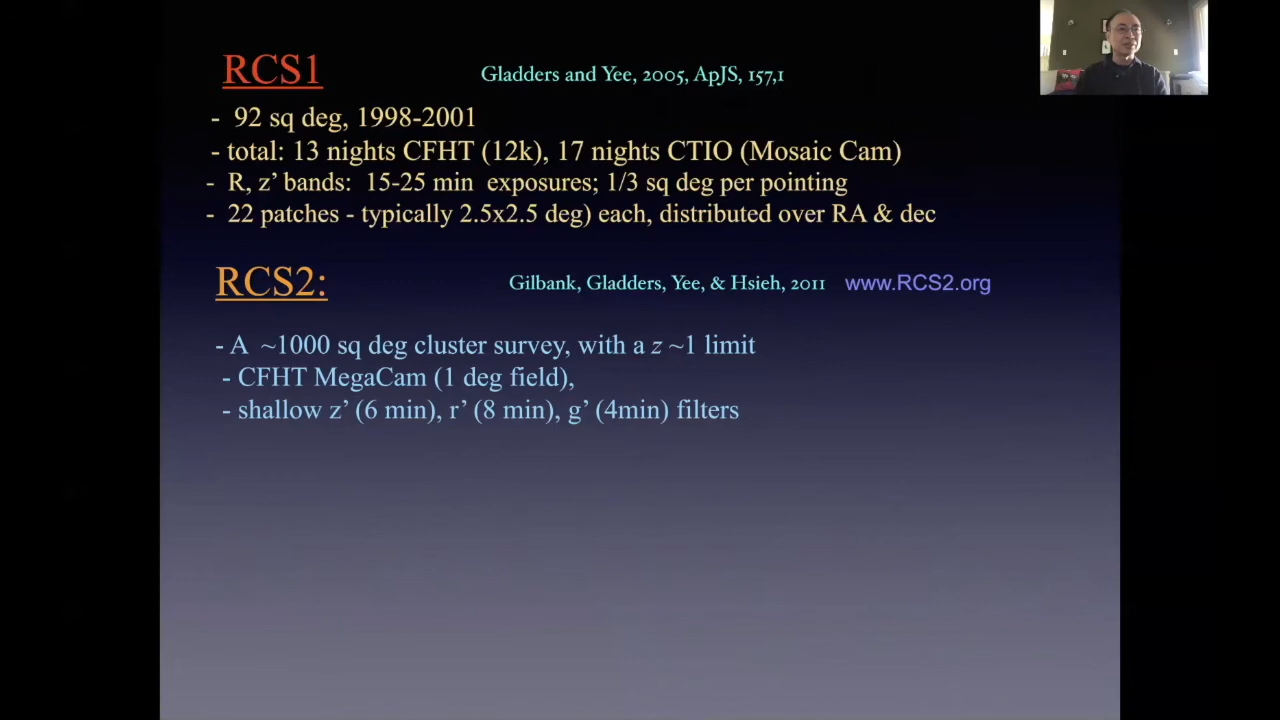 RCS1 Gladders and Yee, 2005, ApJS, 157,1
- 92 sq deg, 1998-2001
- total: 13 nights CFHT (12k), 17 nights CTIO (Mosaic Cam)
- R, z’ bands: 15-25 min exposures; 1/3 sq deg per pointing
- 22 patches - typically 2.5x2.5 deg) each, distributed over RA & dec
RCS2: Gilbank, Gladders, Yee, & Hsieh, 2011 www.RCS2.org
- A ~1000 sq deg cluster survey, with a z ~1 limit
- CFHT MegaCam (1 deg field),
- shallow z’ (6 min), r’ (8 min), g’ (4min) filters